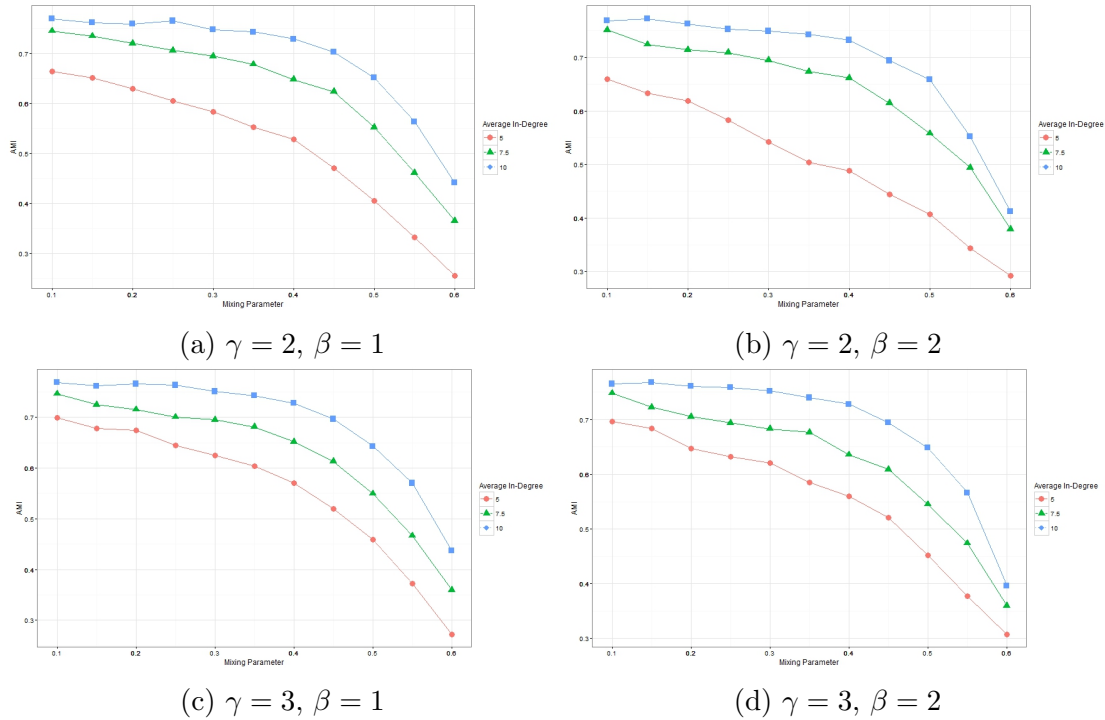 0.7
0.6
0.5
0.4
0.3
AMI
0.1 0.2 0.3 0.4 0.5 0.6
Mixing Parameter
Average In-Degree
5
7.5
10
(a) γ = 2, β = 1
0.7
0.6
0.5
0.4
0.3
AMI
0.1 0.2 0.3 0.4 0.5 0.6
Mixing Parameter
Average In-Degree
5
7.5
10
(b) γ = 2, β = 2
0.7
0.6
0.5
0.4
0.3
AMI
0.1 0.2 0.3 0.4 0.5 0.6
Mixing Parameter
Average In-Degree
5
7.5
10
(c) γ = 3, β = 1
0.7
0.6
0.5
0.4
0.3
AMI
0.1 0.2 0.3 0.4 0.5 0.6
Mixing Parameter
Average In-Degree
5
7.5
10
(d) γ = 3, β = 2